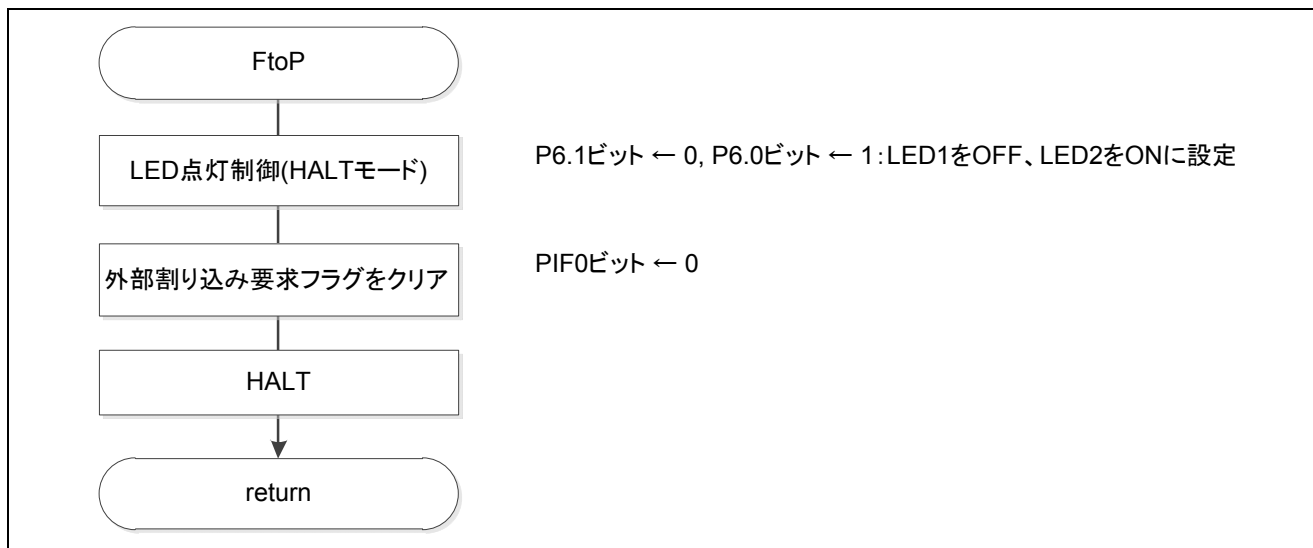 FtoP
LED点灯制御(HALTモード)
P6.1ビット ← 0, P6.0ビット ← 1:LED1をOFF、LED2をONに設定
外部割り込み要求フラグをクリア
PIF0ビット ← 0
HALT
return